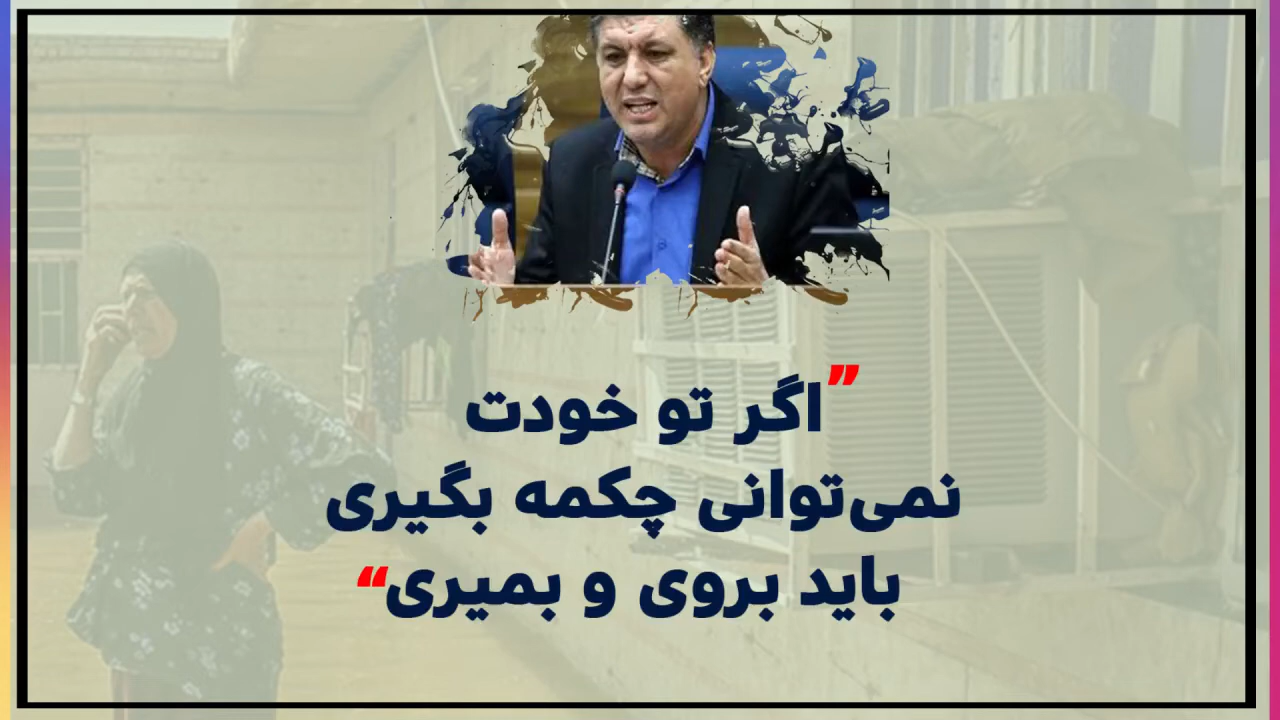 ”اگر تو خودت
نمی‌توانی چکمه بگیری
باید بروی و بمیری“